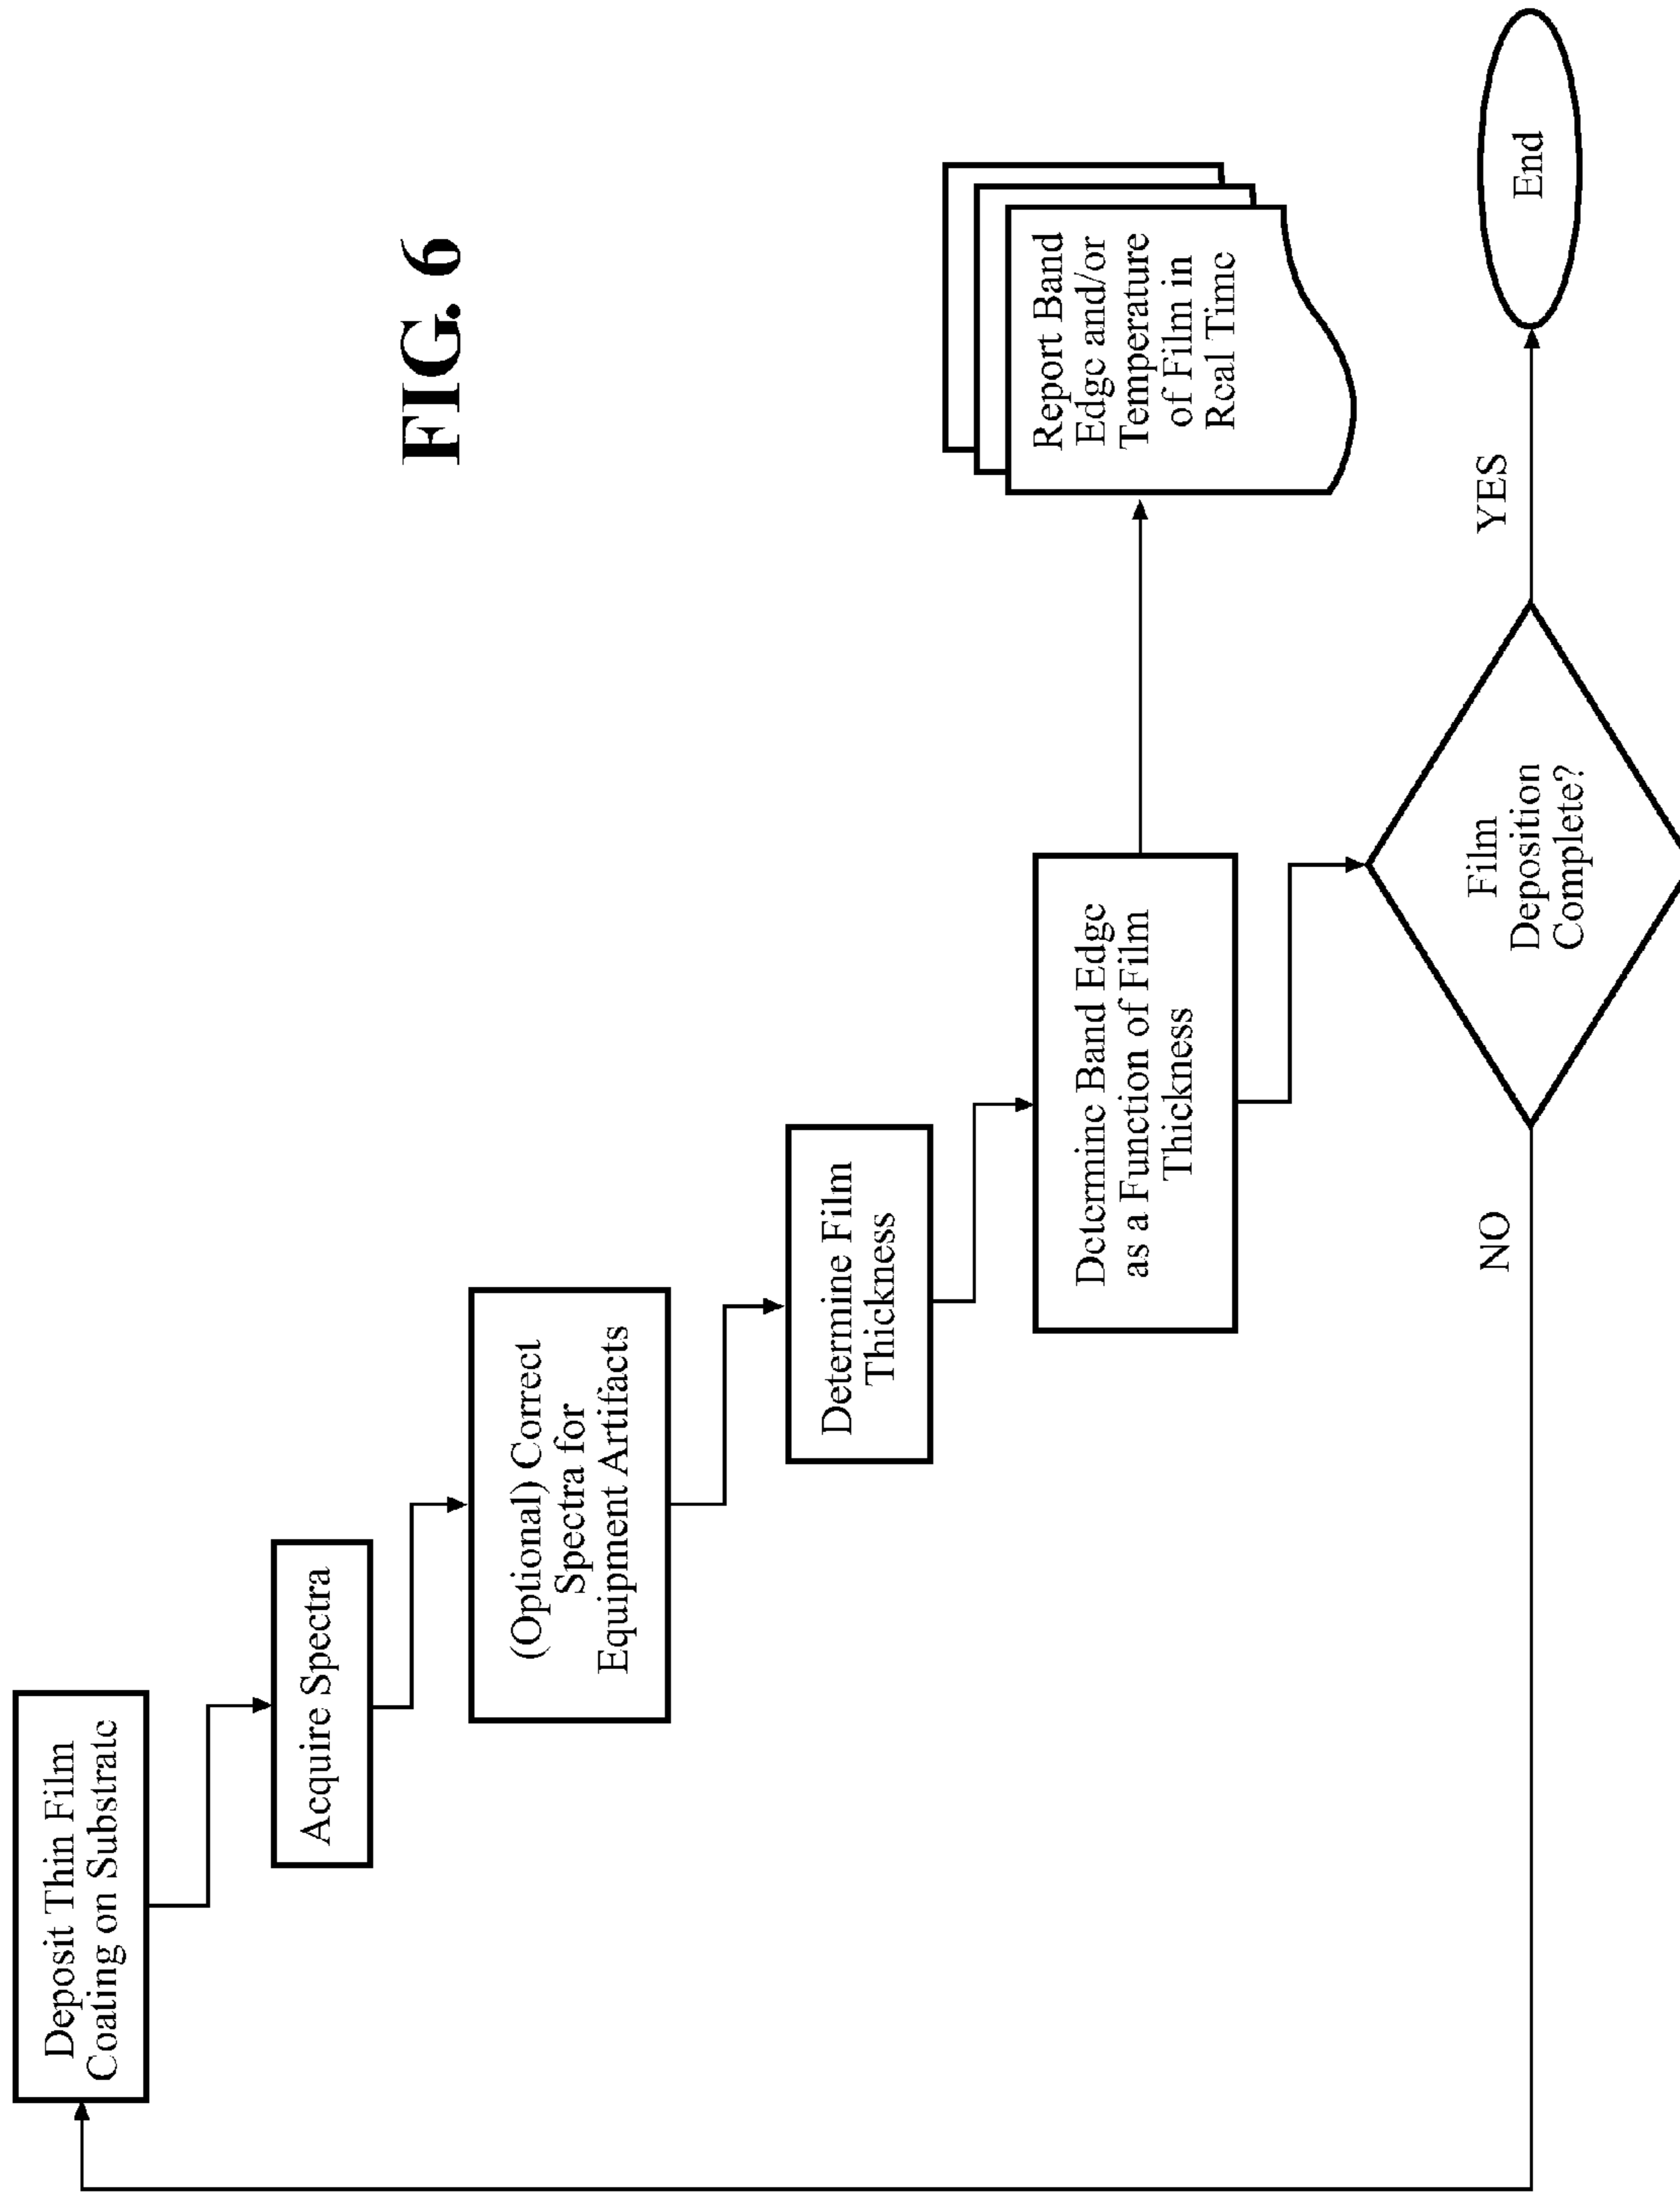 FIG. 6
Deposit Thin Film
Coating on Substrate
Acquire Spectra
(Optional) Correct
Spectra for
Equipment Artifacts
Determine Film
Thickness
Determine Band Edge
as a Function of Film
Thickness
Report Band
Edge and/or
Temperature
of Film in
Real Time
Film
Deposition
Complete?
NO
YES
End